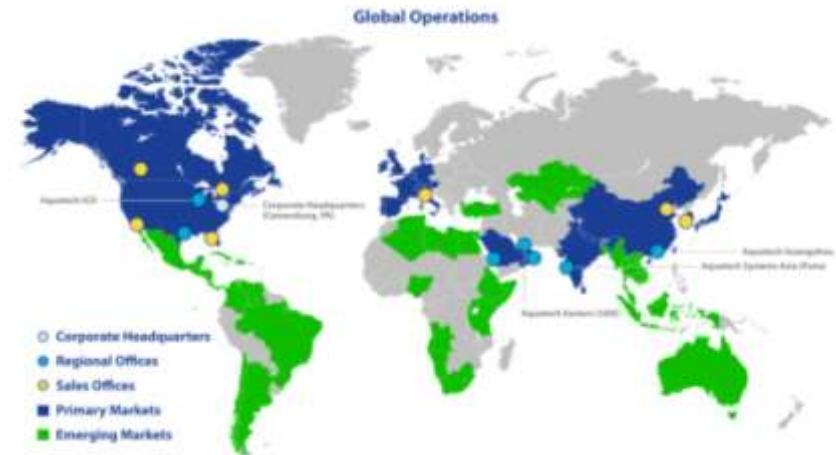 Global Operations
Aquatech ICD
Corporate Headquarters
(Canonsburg, PA)
Aquatech Guangzhou
Aquatech Systems Asia (Pune)
Aquatech Eastern (UAE)
Corporate Headquarters
Regional Offices
Sales Offices
Primary Markets
Emerging Markets